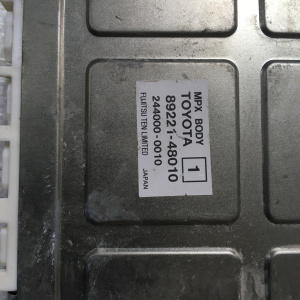 MPX BODY
TOYOTA 1
89221-48010
244000-0010
FUJITSU TEN LIMITED JAPAN